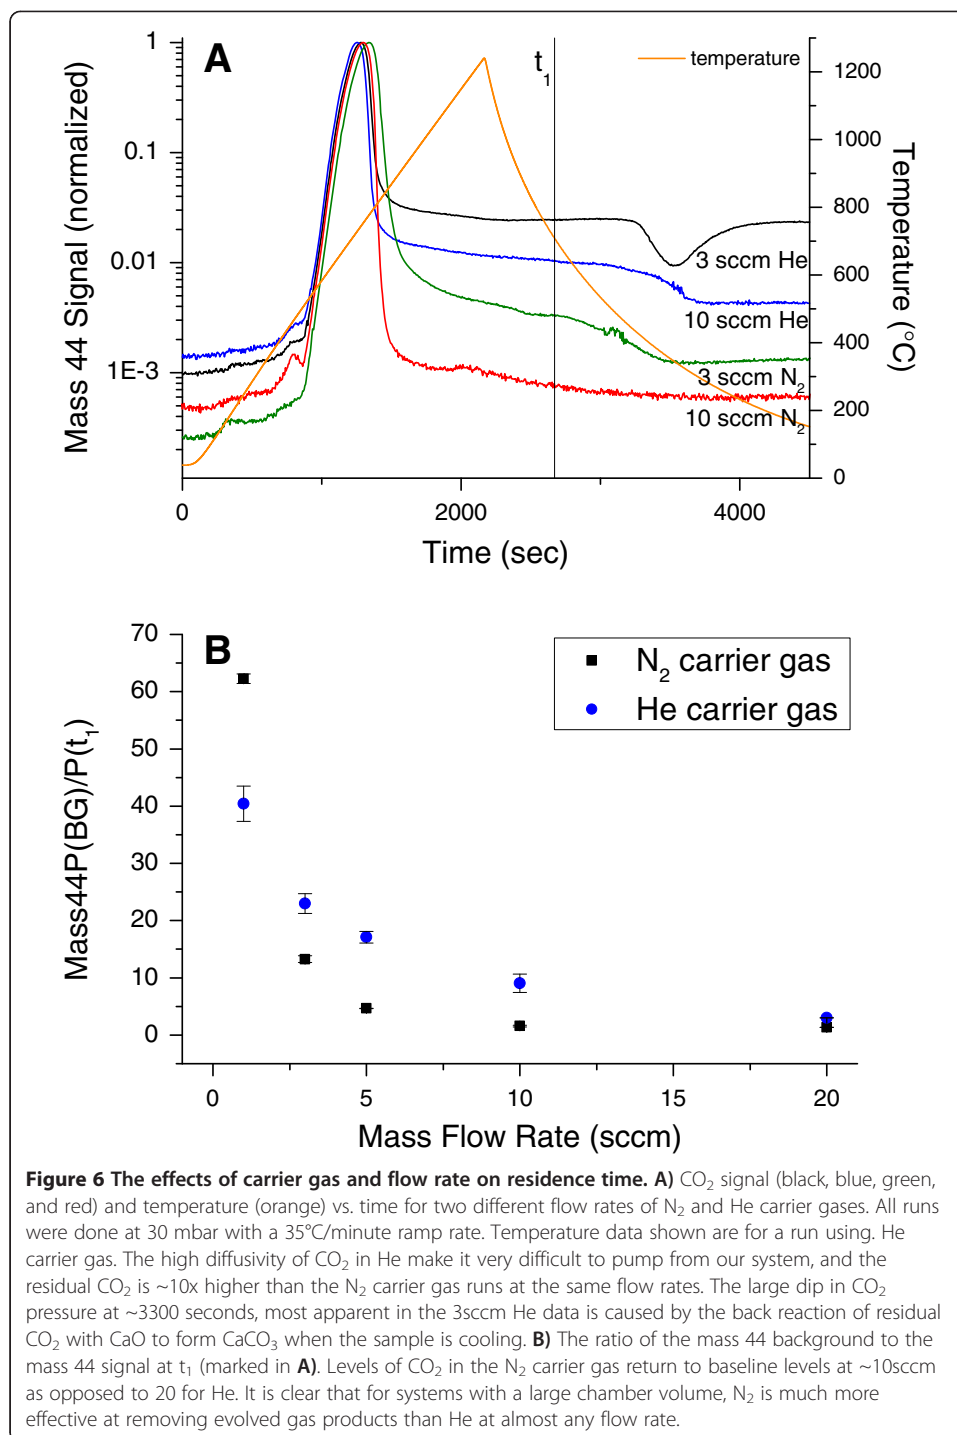 A
t1
temperature
1
0.1
0.01
1E-3
Mass 44 Signal (normalized)
1200
1000
800
600
400
200
0
Temperature (°C)
3 sccm He
10 sccm He
3 sccm N2
10 sccm N2
0
2000
4000
Time (sec)
B
N2 carrier gas
He carrier gas
70
60
50
40
30
20
10
0
Mass44P(BG)/P(t1)
0
5
10
15
20
Mass Flow Rate (sccm)
Figure 6 The effects of carrier gas and flow rate on residence time. A) CO2 signal (black, blue, green,
and red) and temperature (orange) vs. time for two different flow rates of N2 and He carrier gases. All runs
were done at 30 mbar with a 35°C/minute ramp rate. Temperature data shown are for a run using. He
carrier gas. The high diffusivity of CO2 in He make it very difficult to pump from our system, and the
residual CO2 is ~10x higher than the N2 carrier gas runs at the same flow rates. The large dip in CO2
pressure at ~3300 seconds, most apparent in the 3sccm He data is caused by the back reaction of residual
CO2 with CaO to form CaCO3 when the sample is cooling. B) The ratio of the mass 44 background to the
mass 44 signal at t1 (marked in A). Levels of CO2 in the N2 carrier gas return to baseline levels at ~10sccm
as opposed to 20 for He. It is clear that for systems with a large chamber volume, N2 is much more
effective at removing evolved gas products than He at almost any flow rate.